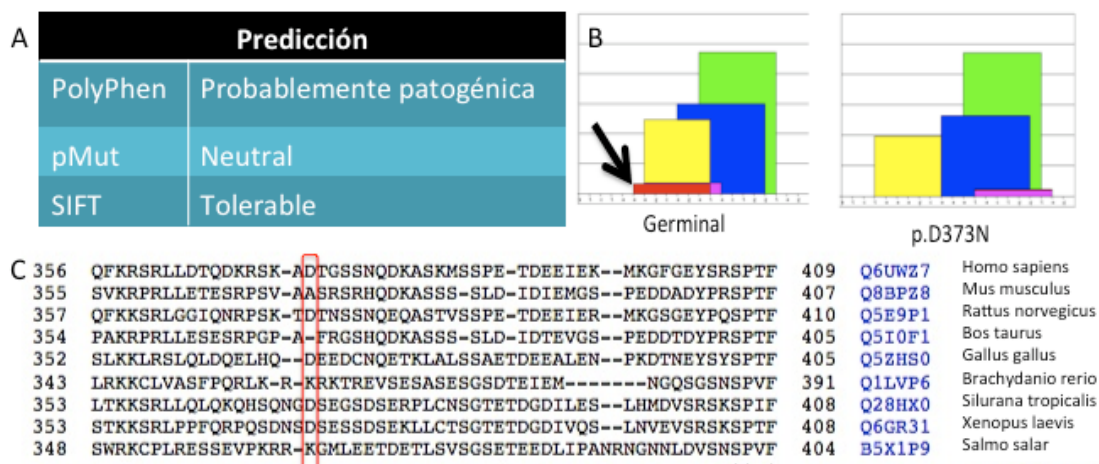 A
Predicción
PolyPhen Probablemente patogénica
pMut Neutral
SIFT Tolerable
B
Germinal
p.D373N
C
356 QFKRSRLLDTQDKRSK-ADTGSSNQDKASKMSSPE-TDEEIEK--MKGFGEYSRSPTF 409 Q6UWZ7 Homo sapiens
355 SVKRPRLLETESRPSV-AASRSRHQDKASSS-SLD-IDIEMGS--PEDDADYPRSPTF 407 Q8BPZ8 Mus musculus
357 QFKRSRLGGIQNRPSK-TDTNSSNQEQASTVSSPE-TDEEIER--MKGSGEYPQSPTF 410 Q5E9P1 Rattus norvegicus
354 PAKRPRLLESESRPGP-A-FRGSHQDKASSS-SLD-IDTEVGS--PEDDTDYPRSPTF 405 Q5I0F1 Bos taurus
352 SLKKLRSLQLDQELHQ--DEEDCNQETKLALSSAETDEEALEN--PKDTNEYSYSPTF 405 Q5ZHS0 Gallus gallus
343 LRKKCLVASFPQRLK-R-KRKTREVSESASESGSDTEIEM-------NGQSGSNSPVF 391 Q1LVP6 Brachydanio rerio
353 LTKKSRLLQLQKQHSQNGDSEGSDSERPLCNSGTETDGDILES--LHMDVSRSKSPIF 408 Q28HX0 Silurana tropicalis
353 STKKSRLPPFQRPQSDNSDSESSDSEKLLCTSGTETDGDIVQS--LNVEVSRSKSPTF 408 Q6GR31 Xenopus laevis
348 SWRKCPLRESSEVPKRR-KGMLEETDETLSVSGSETEEDLIPANRNGNNLDVSNSPTF 404 B5X1P9 Salmo salar